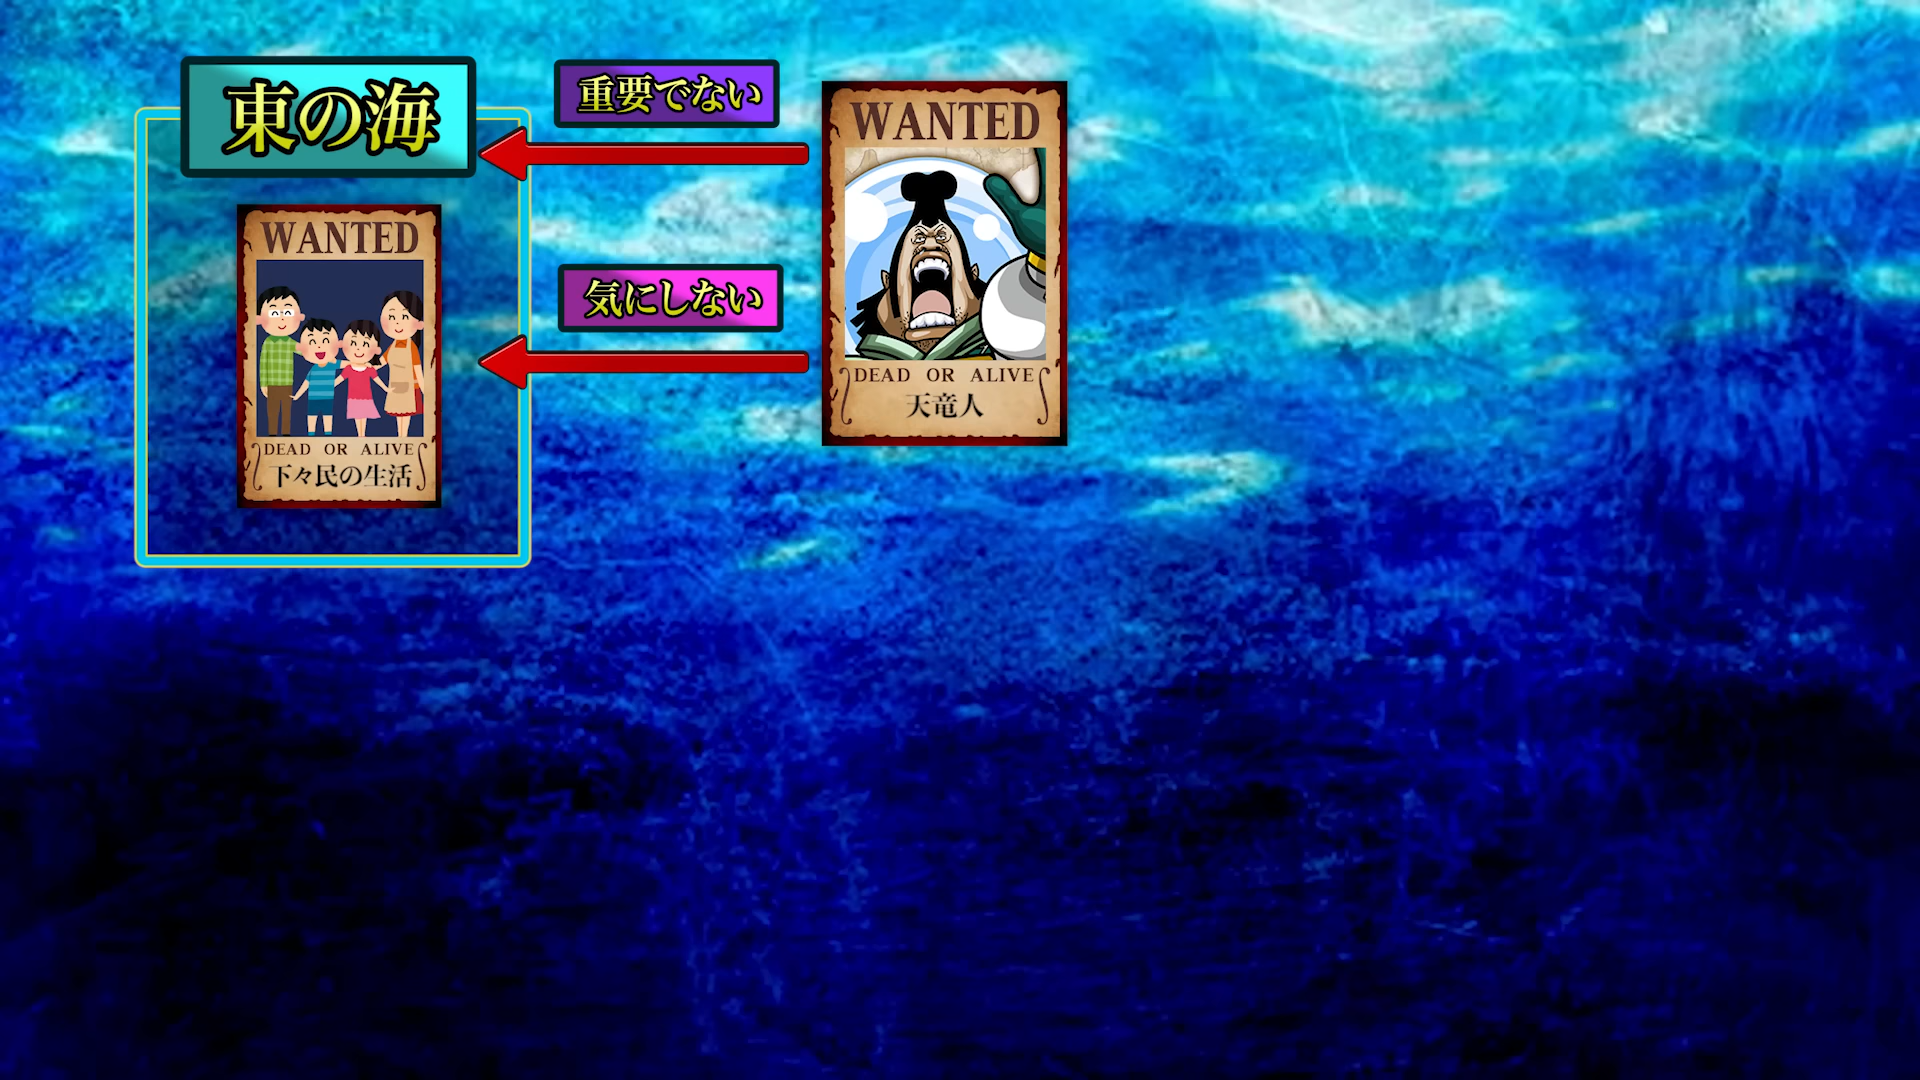 東の海
WANTED
DEAD OR ALIVE
下々民の生活
重要でない
気にしない
WANTED
DEAD OR ALIVE
天竜人